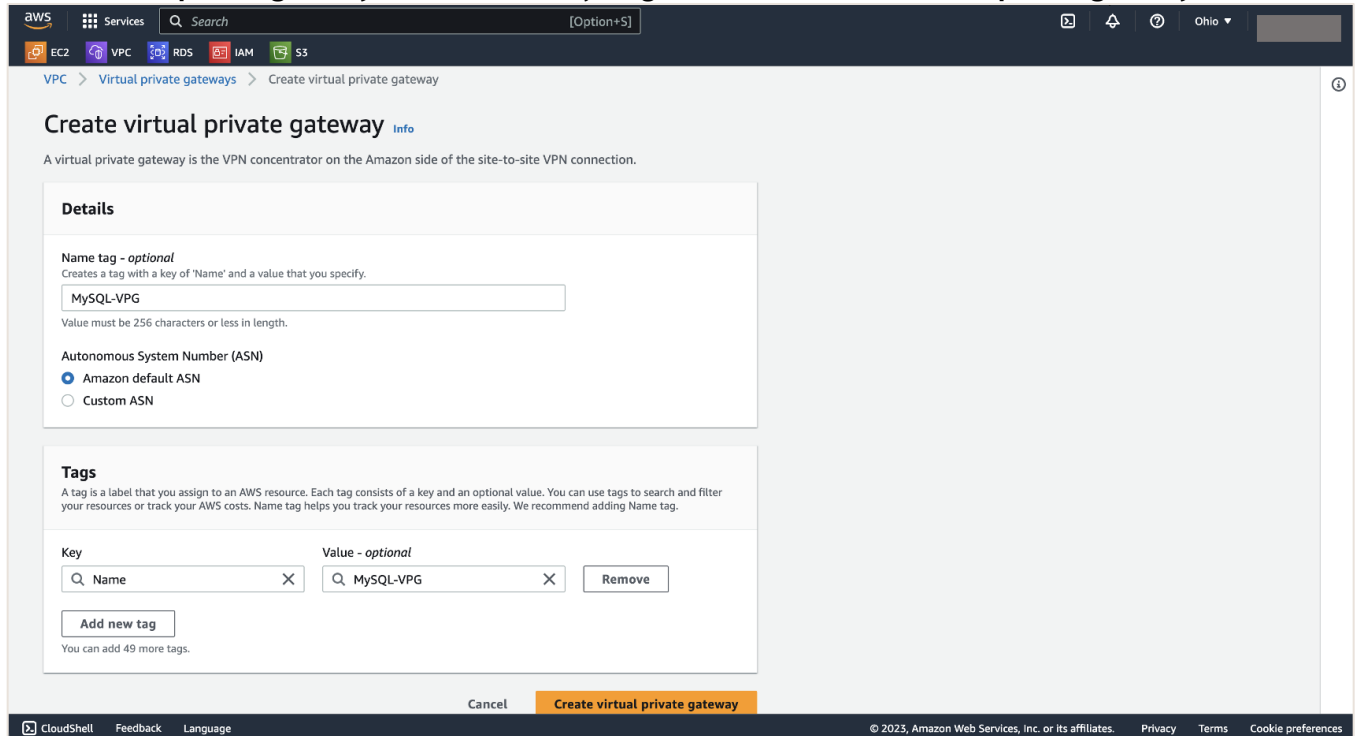 aws Services Search [Option+S] Ohio
EC2 VPC RDS IAM S3
VPC > Virtual private gateways > Create virtual private gateway
Create virtual private gateway Info
A virtual private gateway is the VPN concentrator on the Amazon side of the site-to-site VPN connection.
Details
Name tag - optional
Creates a tag with a key of 'Name' and a value that you specify.
MySQL-VPG
Value must be 256 characters or less in length.
Autonomous System Number (ASN)
Amazon default ASN
Custom ASN
Tags
A tag is a label that you assign to an AWS resource. Each tag consists of a key and an optional value. You can use tags to search and filter
your resources or track your AWS costs. Name tag helps you track your resources more easily. We recommend adding Name tag.
Key Value - optional
Name MySQL-VPG Remove
Add new tag
You can add 49 more tags.
Cancel Create virtual private gateway
CloudShell Feedback Language © 2023, Amazon Web Services, Inc. or its affiliates. Privacy Terms Cookie preferences